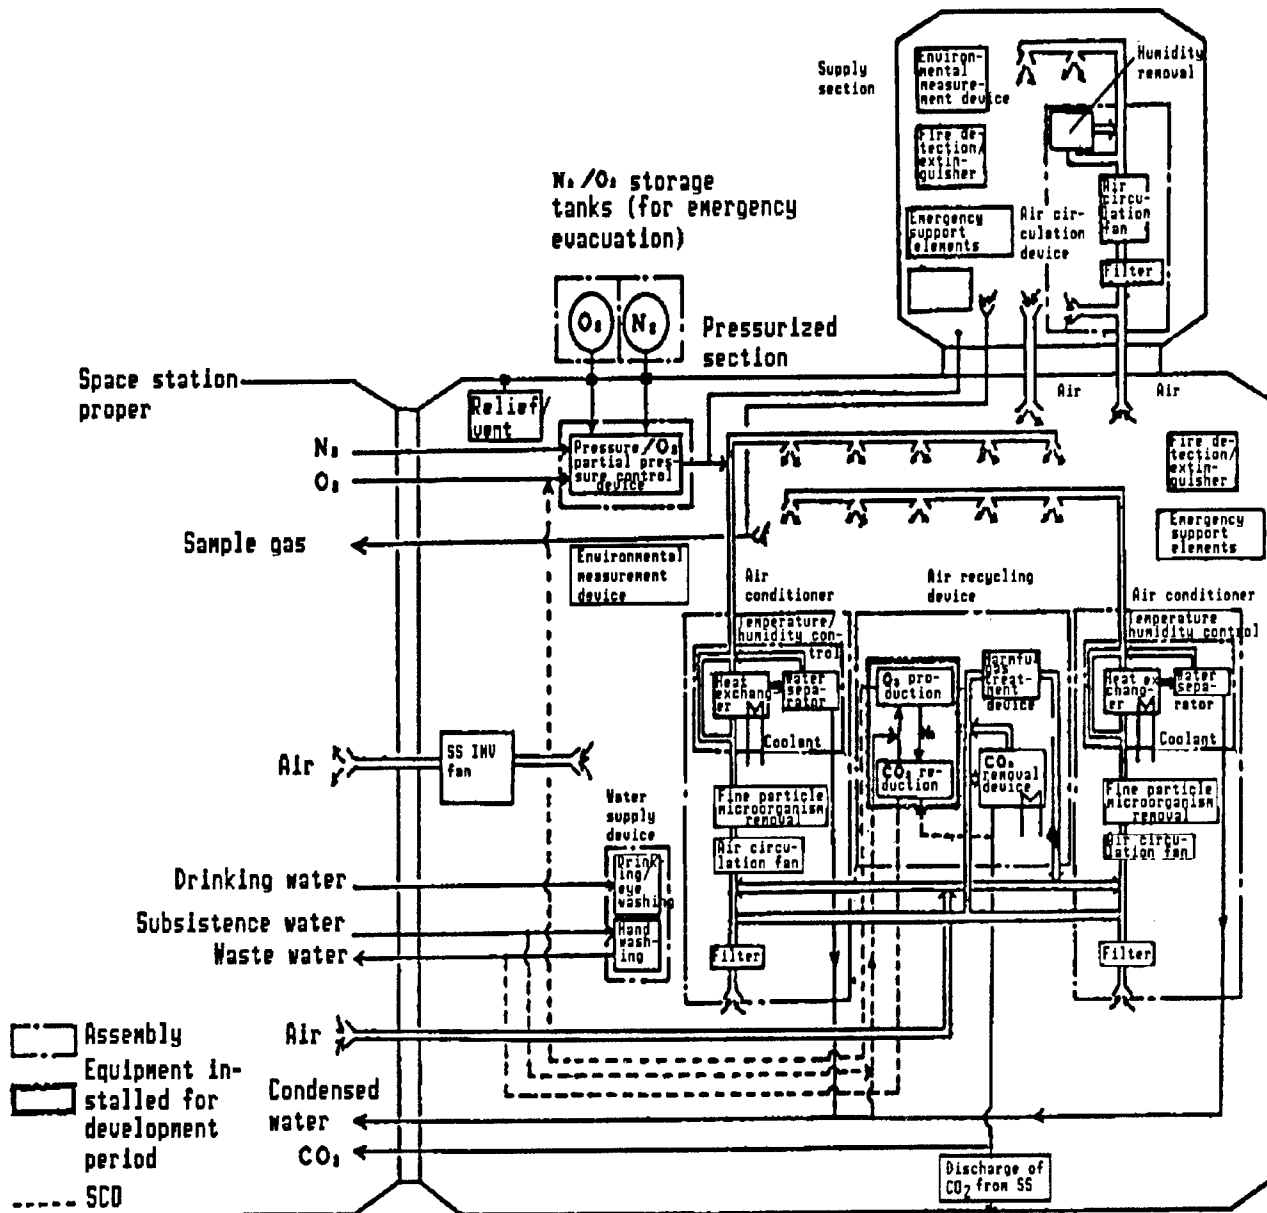 Supply
section
Environ-
mental
measure-
ment device
Humidity
removal
Fire de-
tection/
extin-
guisher
Emergency
support
elements
Air cir-
culation
device
Air
circu-
lation
fan
Filter
N₂/O₂ storage
tanks (for emergency
evacuation)
O₂
N₂
Pressurized
section
Space station
proper
Relief/
vent
Air
Air
N₂
O₂
Pressure/O₂
partial pres-
sure control
device
Fire de-
tection/
extin-
guisher
Sample gas
Environmental
measurement
device
Emergency
support
elements
Air
conditioner
Air recycling
device
Air conditioner
Temperature/
humidity con-
trol
Heat
exchang-
er
Water
sep-
arator
Coolant
O₂ pro-
duction
Harmful
gas
treat-
ment
device
CO₂ re-
duction
CO₂
removal
device
Temperature
humidity control
Heat ex-
chang-
er
Water
sepa-
rator
Coolant
Air
SS IMV
fan
Fine particle
microorganism
removal
Air circu-
lation fan
Fine particle
microorganism
removal
Air circu-
lation fan
Water
supply
device
Drink-
ing/
eye
washing
Hand
wash-
ing
Drinking water
Subsistence water
Waste water
Filter
Filter
Air
Condensed
water
CO₂
Discharge of
CO₂ from SS
Assembly
Equipment in-
stalled for
development
period
SCD